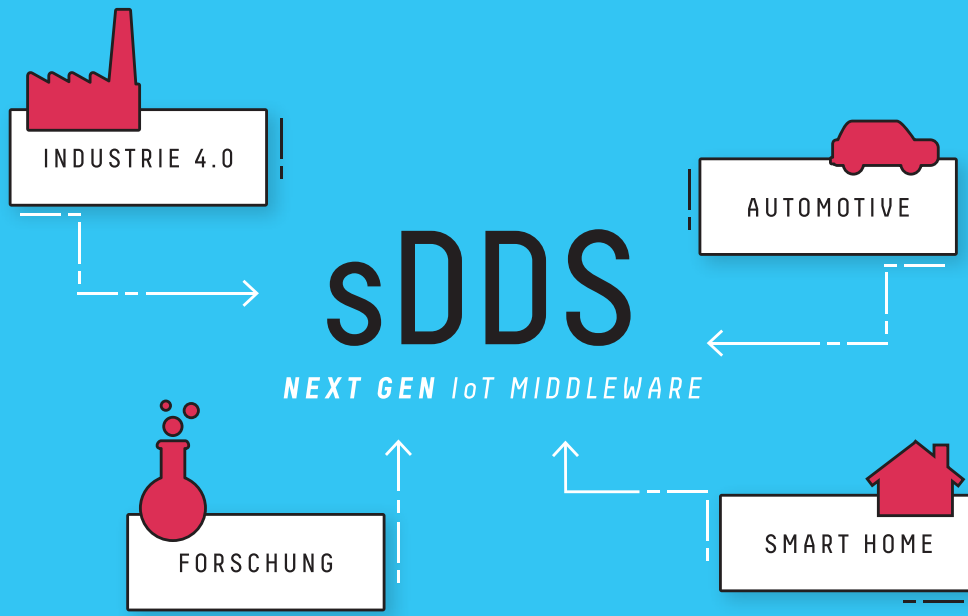 INDUSTRIE 4.0
AUTOMOTIVE
sDDS
NEXT GEN IoT MIDDLEWARE
FORSCHUNG
SMART HOME